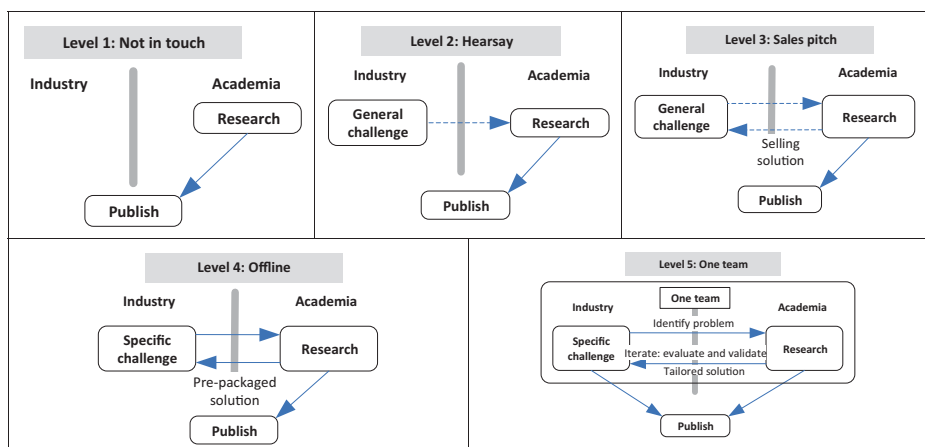 Level 1: Not in touch
Industry
Academia
Research
Publish
Level 2: Hearsay
Industry
Academia
General
challenge
Research
Publish
Level 3: Sales pitch
Industry
Academia
General
challenge
Research
Selling
solution
Publish
Level 4: Offline
Industry
Academia
Specific
challenge
Research
Pre-packaged
solution
Publish
Level 5: One team
One team
Industry
Academia
Identify problem
Specific
challenge
Iterate: evaluate and validate
Research
Tailored solution
Publish